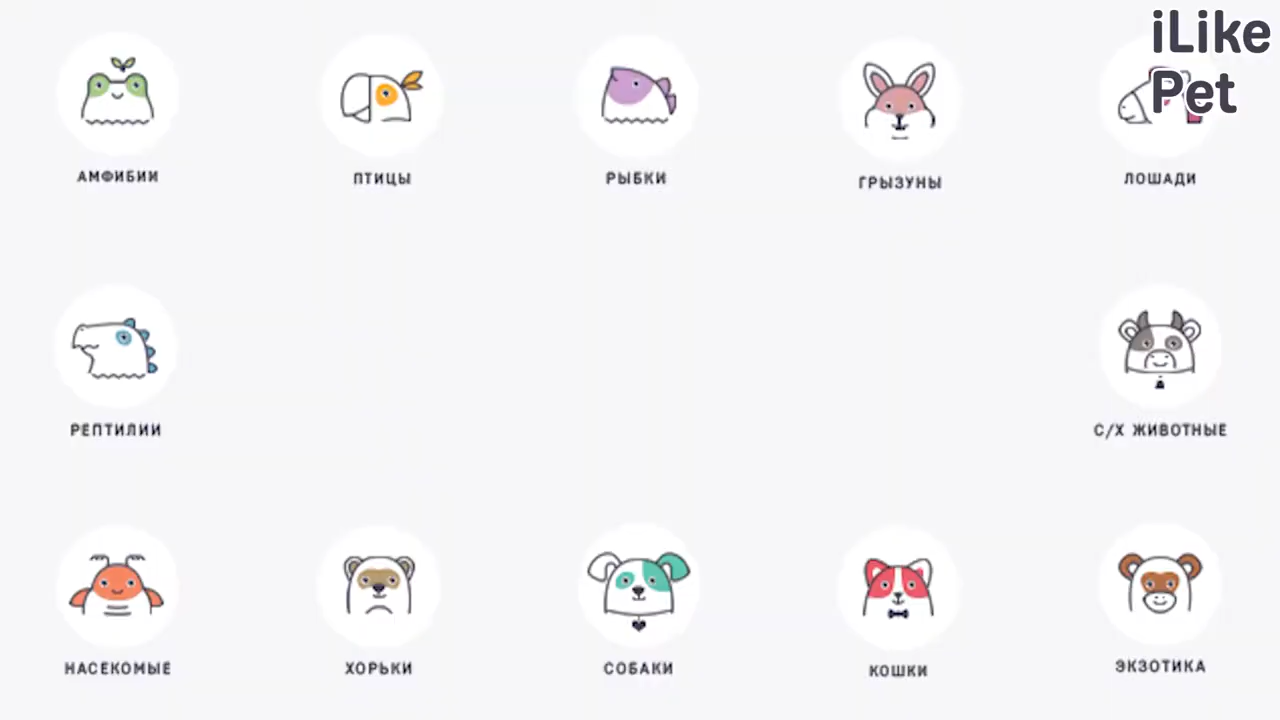 iLike
Pet
АМФИБИИ
ПТИЦЫ
РЫБКИ
ГРЫЗУНЫ
ЛОШАДИ
РЕПТИЛИИ
С/Х ЖИВОТНЫЕ
НАСЕКОМЫЕ
ХОРЬКИ
СОБАКИ
КОШКИ
ЭКЗОТИКА